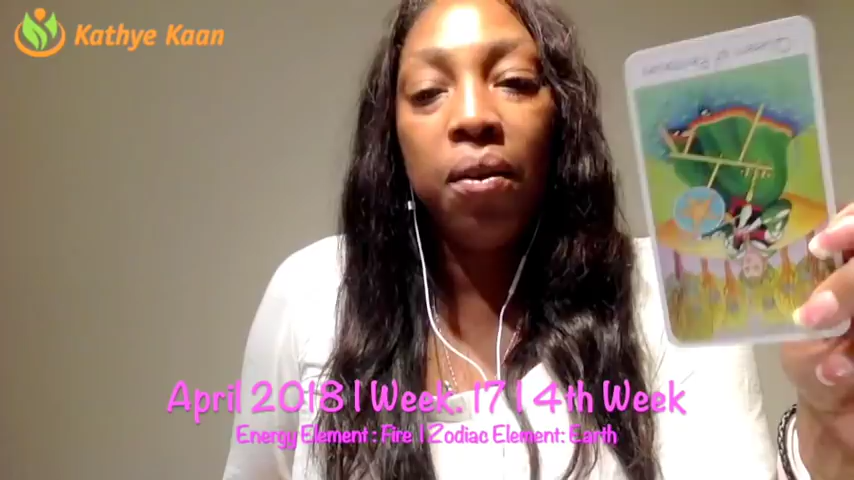 Kathye Kaan
Queen of Pentacles
April 2018 | Week. 17 | 4th Week
Energy Element : Fire | Zodiac Element: Earth